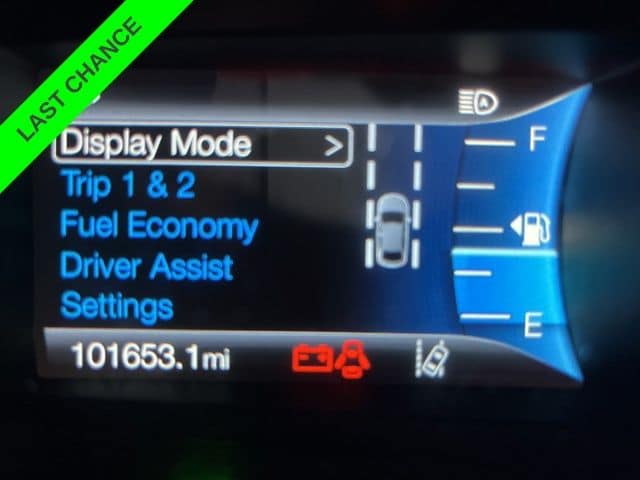 LAST CHANCE
Display Mode >
F
Trip 1 & 2
Fuel Economy
Driver Assist
Settings
E
101653.1mi